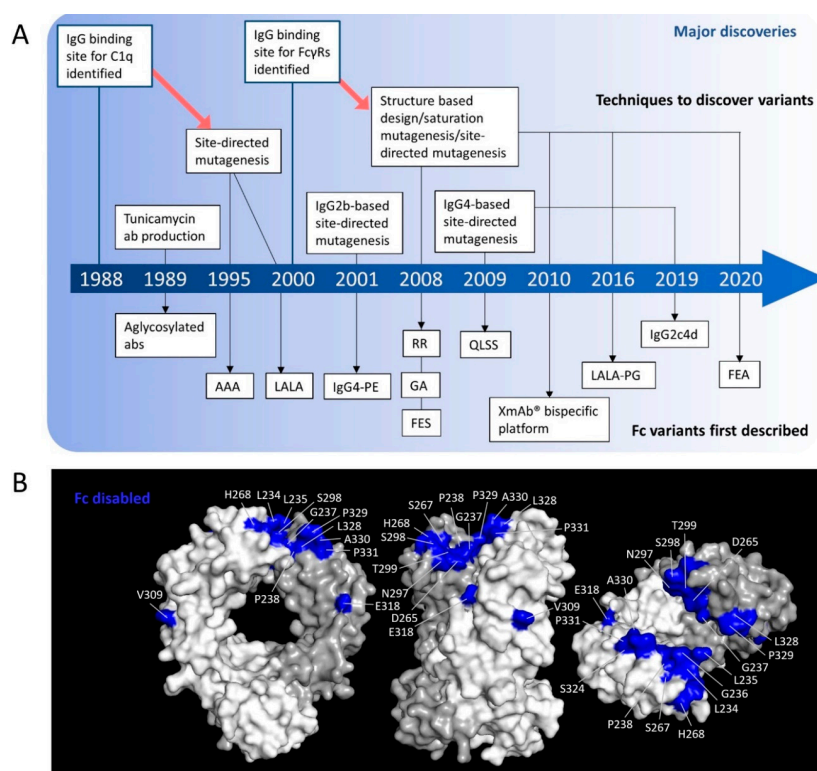 A
IgG binding
site for C1q
identified
IgG binding
site for FcγRs
identified
Major discoveries
Techniques to discover variants
Structure based
design/saturation
mutagenesis/site-
directed mutagenesis
Site-directed
mutagenesis
Tunicamycin
ab production
IgG2b-based
site-directed
mutagenesis
IgG4-based
site-directed
mutagenesis
1988 1989 1995 2000 2001 2008 2009 2010 2016 2019 2020
Aglycosylated
abs
AAA
LALA
IgG4-PE
RR
GA
FES
QLSS
XmAb® bispecific
platform
LALA-PG
IgG2c4d
FEA
Fc variants first described
B
Fc disabled
H268
L234
L235
S298
G237
P329
L328
A330
P331
P238
V309
E318
S267
P238
G237
P329
A330
L328
H268
S298
P331
T299
N297
D265
E318
V309
T299
S298
N297
D265
A330
E318
P331
L328
P329
G237
L235
G236
L234
S324
P238
S267
H268